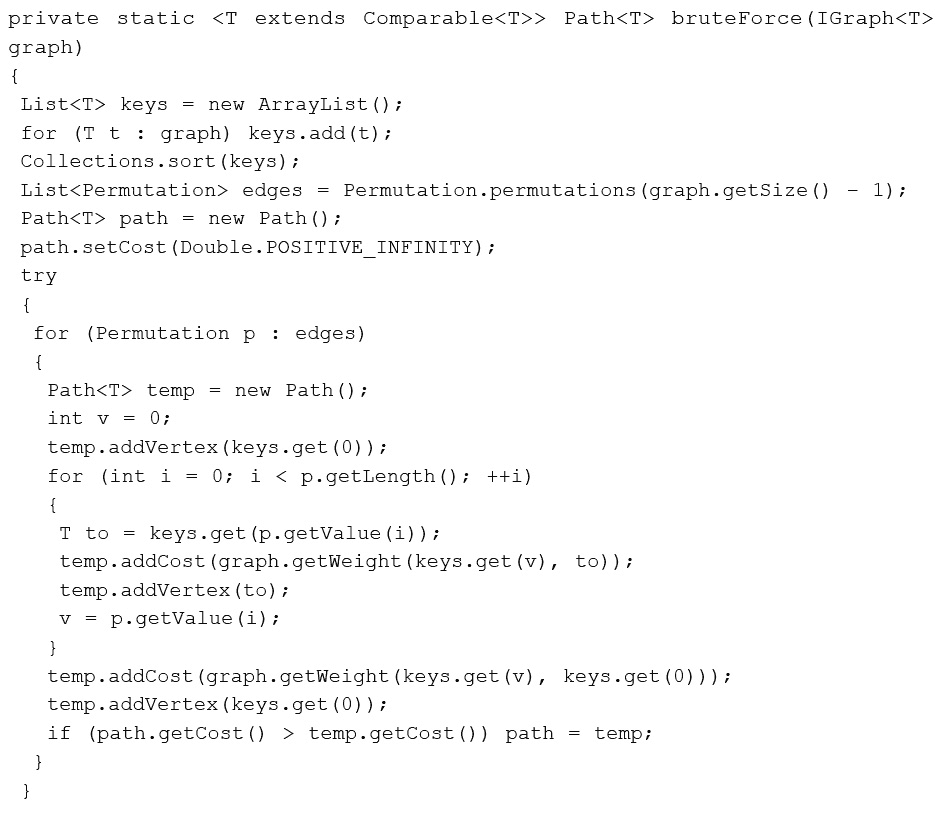 private static <T extends Comparable<T>> Path<T> bruteForce(IGraph<T>
graph)
{
List<T> keys = new ArrayList();
for (T t : graph) keys.add(t);
Collections.sort(keys);
List<Permutation> edges = Permutation.permutations(graph.getSize() – 1);
Path<T> path = new Path();
path.setCost(Double.POSITIVE_INFINITY);
try
{
for (Permutation p : edges)
{
Path<T> temp = new Path();
int v = 0;
temp.addVertex(keys.get(0));
for (int i = 0; i < p.getLength(); ++i)
{
T to = keys.get(p.getValue(i));
temp.addCost(graph.getWeight(keys.get(v), to));
temp.addVertex(to);
v = p.getValue(i);
}
temp.addCost(graph.getWeight(keys.get(v), keys.get(0)));
temp.addVertex(keys.get(0));
if (path.getCost() > temp.getCost()) path = temp;
}
}